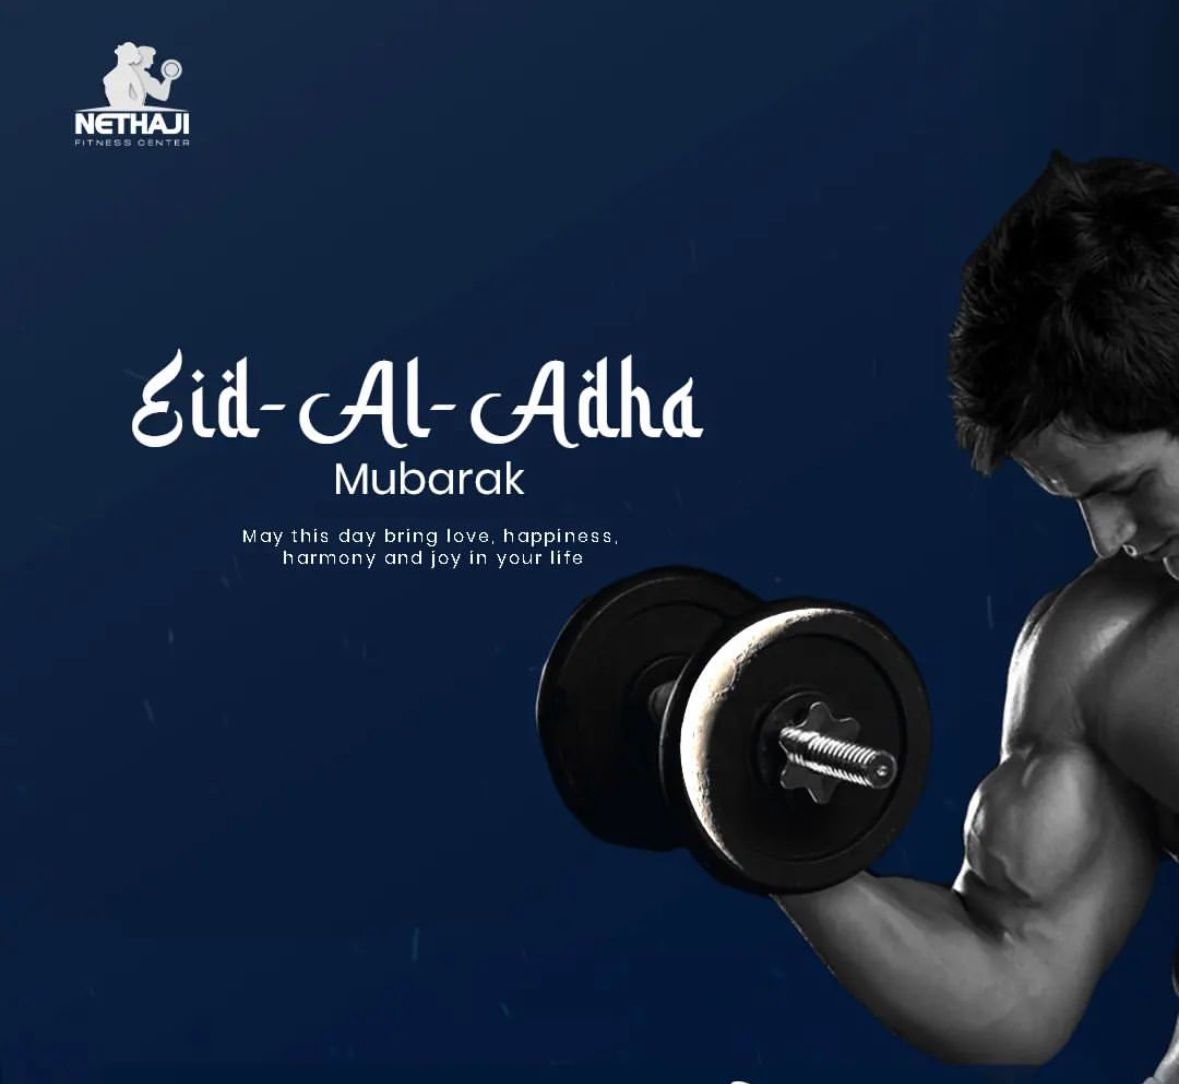 NETHAJI
FITNESS CENTER
Eid-Al-Adha
Mubarak
May this day bring love, happiness,
harmony and joy in your life